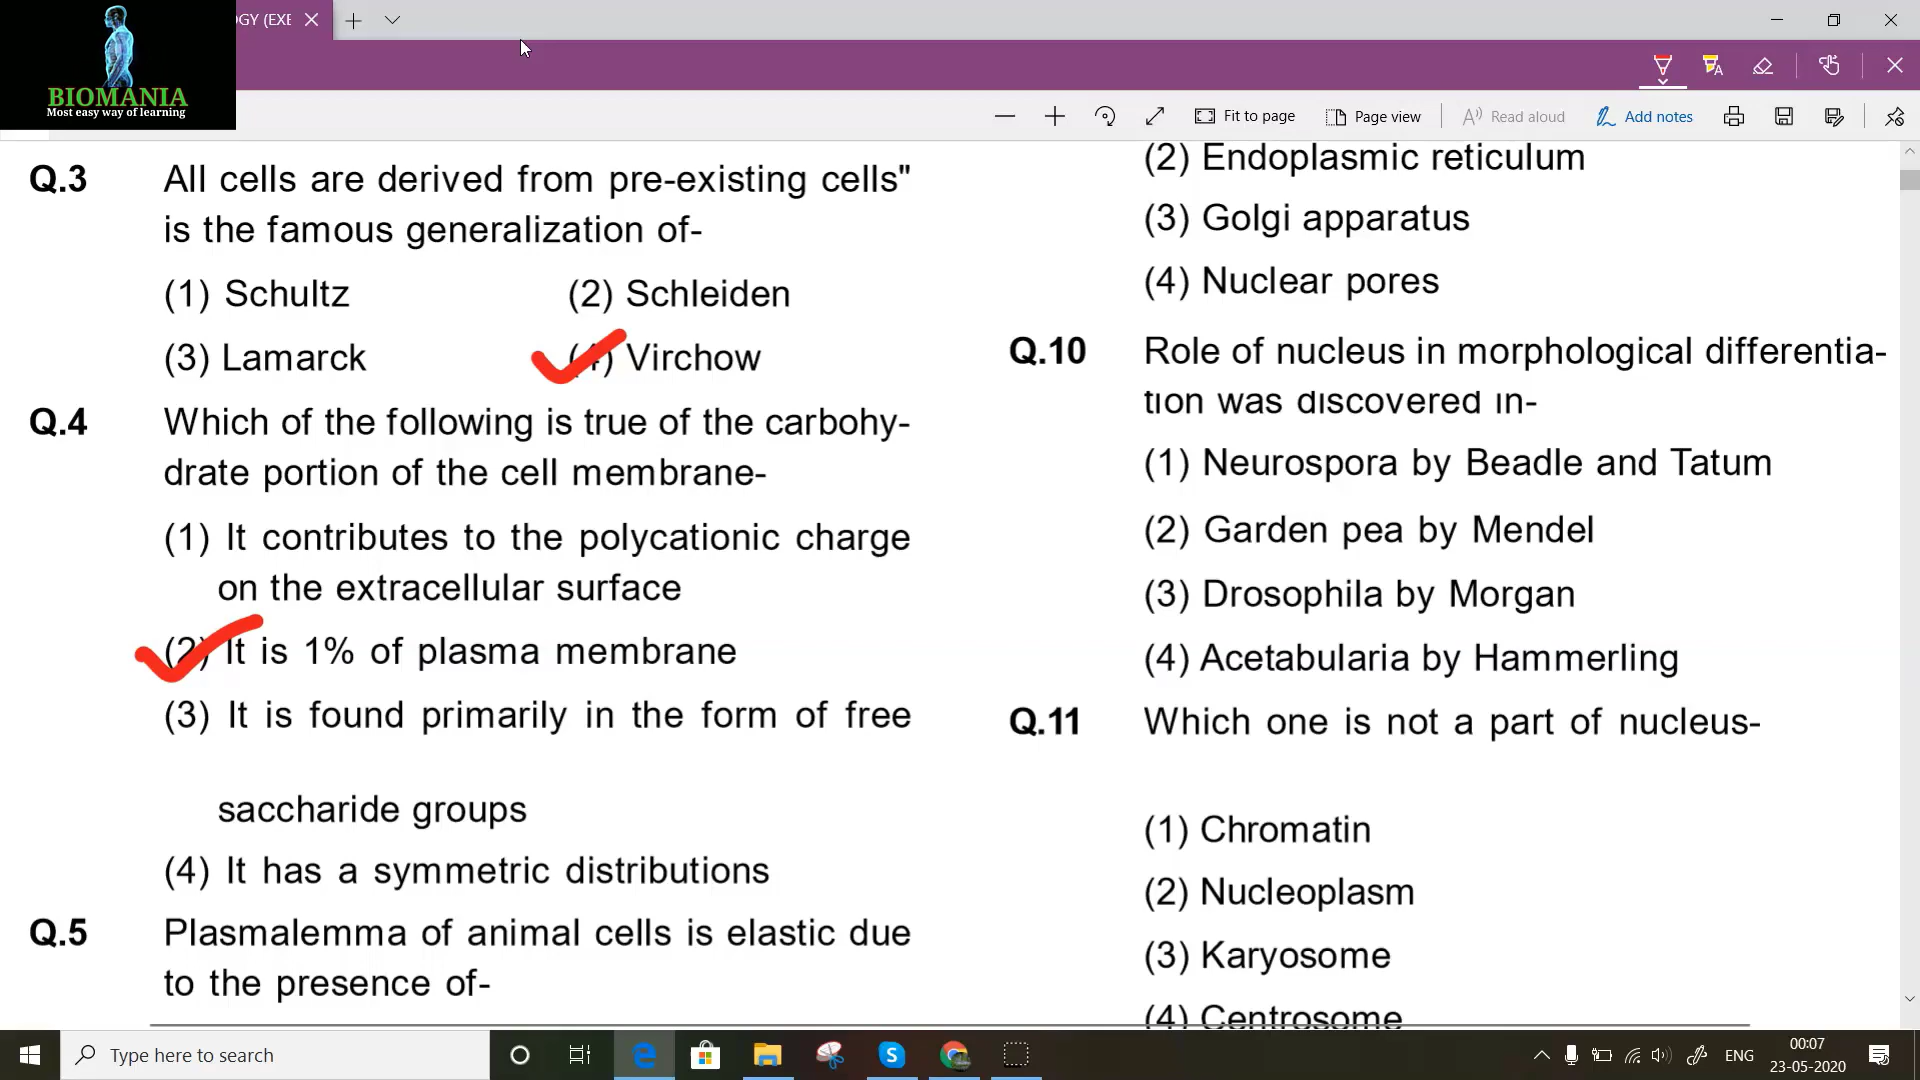 OGY (EXE
BIOMANIA
Most easy way of learning
Fit to page
Page view
Read aloud
Add notes
Q.3 All cells are derived from pre-existing cells"
is the famous generalization of-
(1) Schultz (2) Schleiden
(3) Lamarck (4) Virchow
Q.4 Which of the following is true of the carbohy-
drate portion of the cell membrane-
(1) It contributes to the polycationic charge
on the extracellular surface
(2) It is 1% of plasma membrane
(3) It is found primarily in the form of free
saccharide groups
(4) It has a symmetric distributions
Q.5 Plasmalemma of animal cells is elastic due
to the presence of-
(2) Endoplasmic reticulum
(3) Golgi apparatus
(4) Nuclear pores
Q.10 Role of nucleus in morphological differentia-
tion was discovered in-
(1) Neurospora by Beadle and Tatum
(2) Garden pea by Mendel
(3) Drosophila by Morgan
(4) Acetabularia by Hammerling
Q.11 Which one is not a part of nucleus-
(1) Chromatin
(2) Nucleoplasm
(3) Karyosome
(4) Centrosome
Type here to search
ENG
00:07
23-05-2020